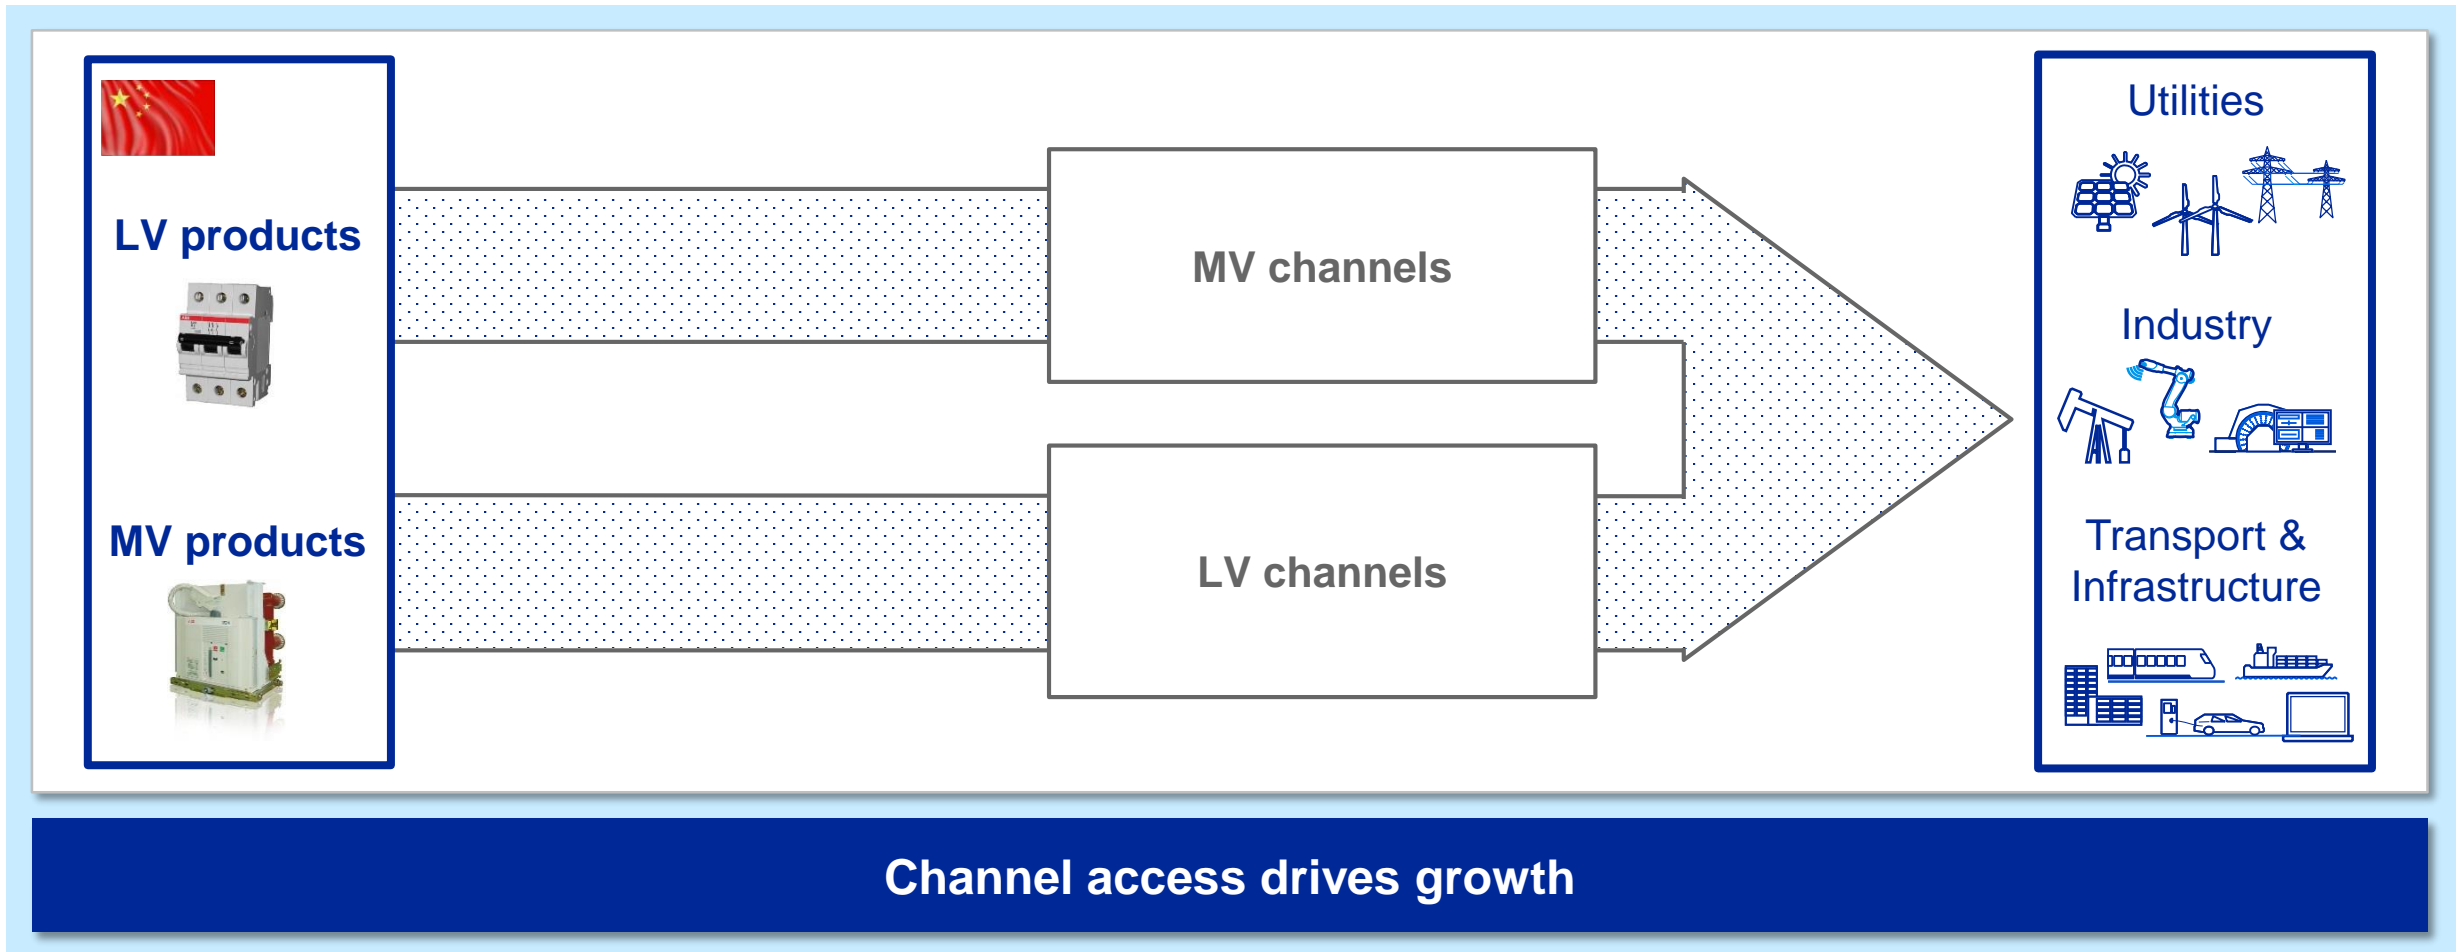 LV products
MV products
MV channels
LV channels
Utilities
Industry
Transport &
Infrastructure
Channel access drives growth